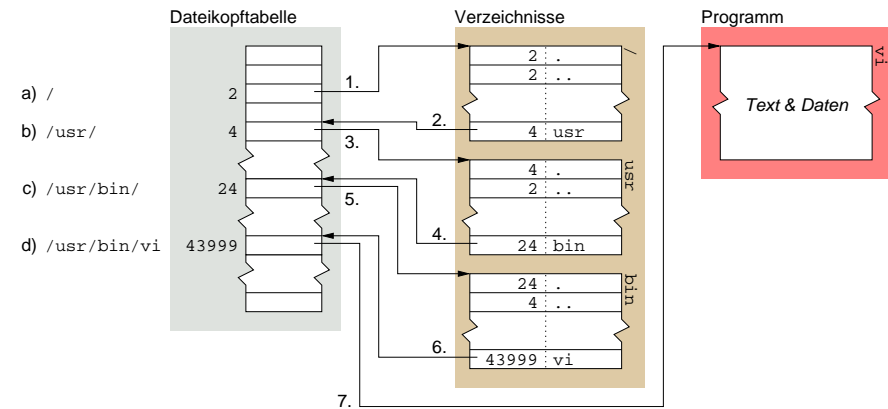 Dateikopftabelle
Verzeichnisse
Programm
a) /
2
b) /usr/
4
c) /usr/bin/
24
d) /usr/bin/vi
43999
1.
2.
3.
4.
5.
6.
7.
/
2 .
2 ..
4 usr
usr
4 .
2 ..
24 bin
bin
24 .
4 ..
43999 vi
vi
Text & Daten